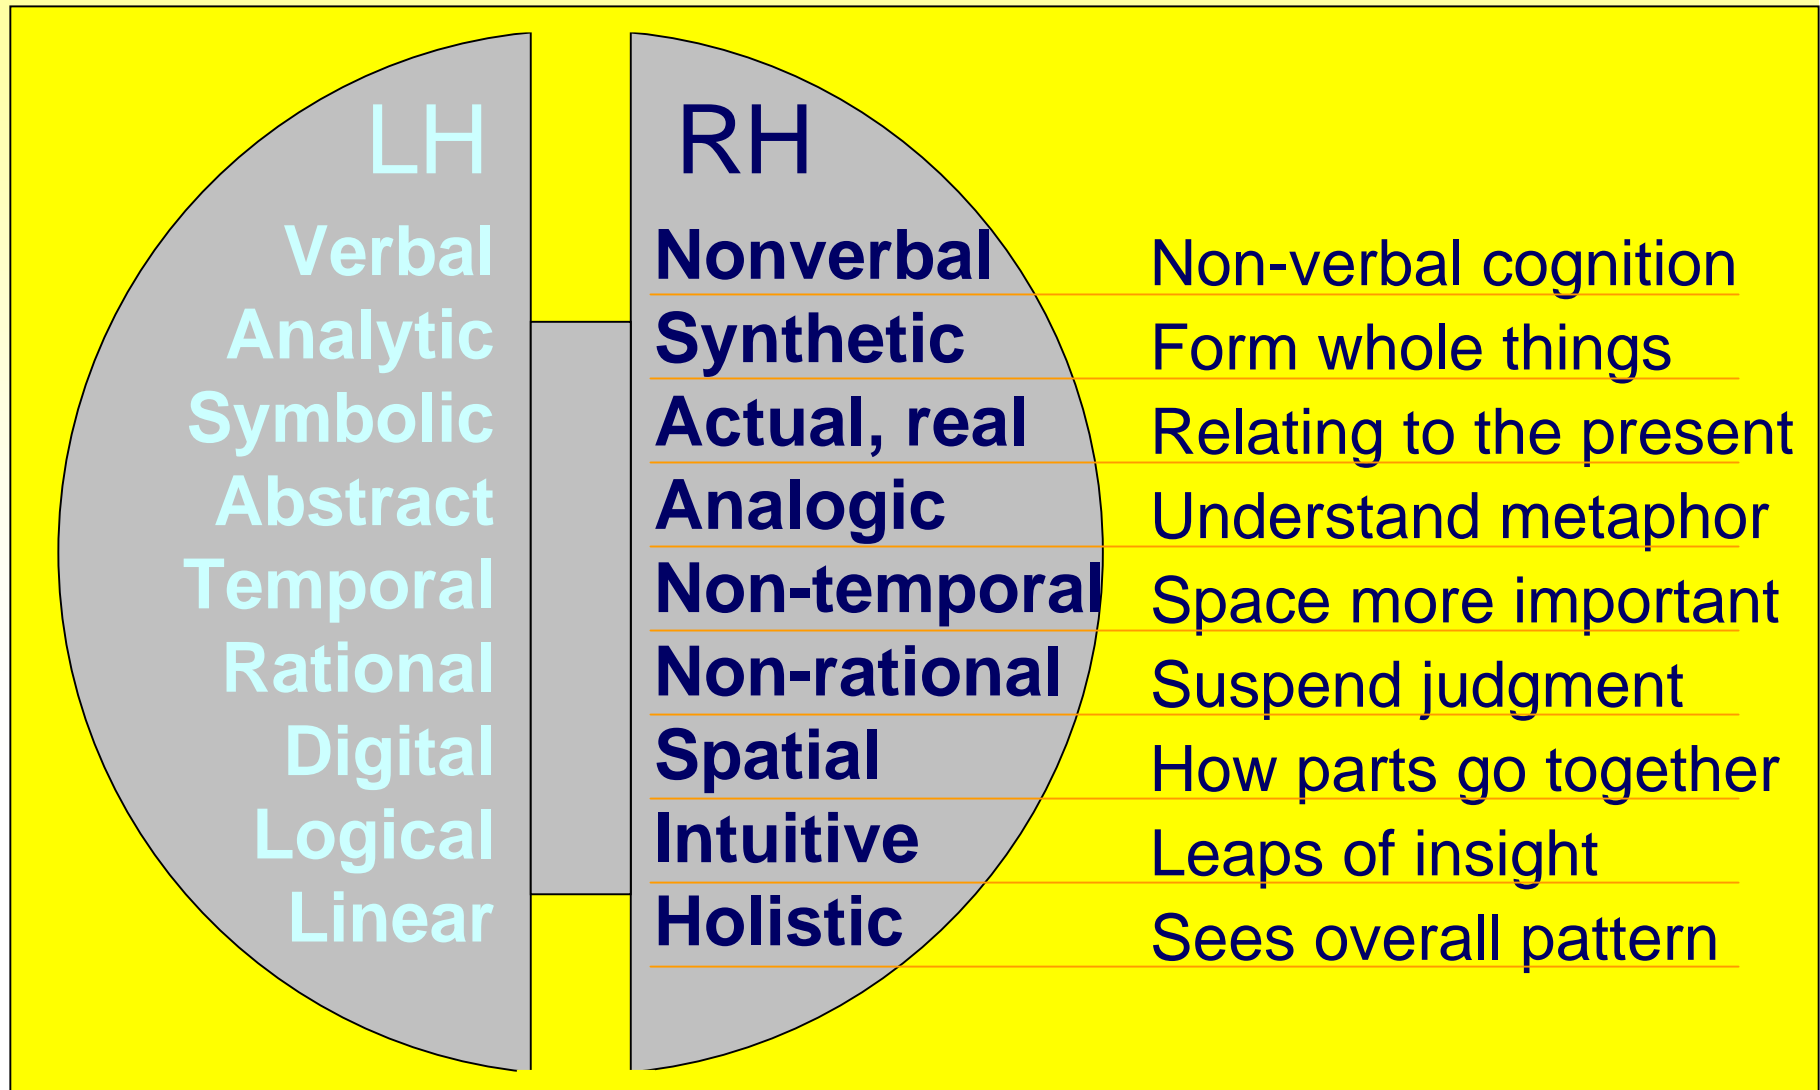 LH
Verbal
Analytic
Symbolic
Abstract
Temporal
Rational
Digital
Logical
Linear
RH
Nonverbal
Synthetic
Actual, real
Analogic
Non-temporal
Non-rational
Spatial
Intuitive
Holistic
Non-verbal cognition
Form whole things
Relating to the present
Understand metaphor
Space more important
Suspend judgment
How parts go together
Leaps of insight
Sees overall pattern